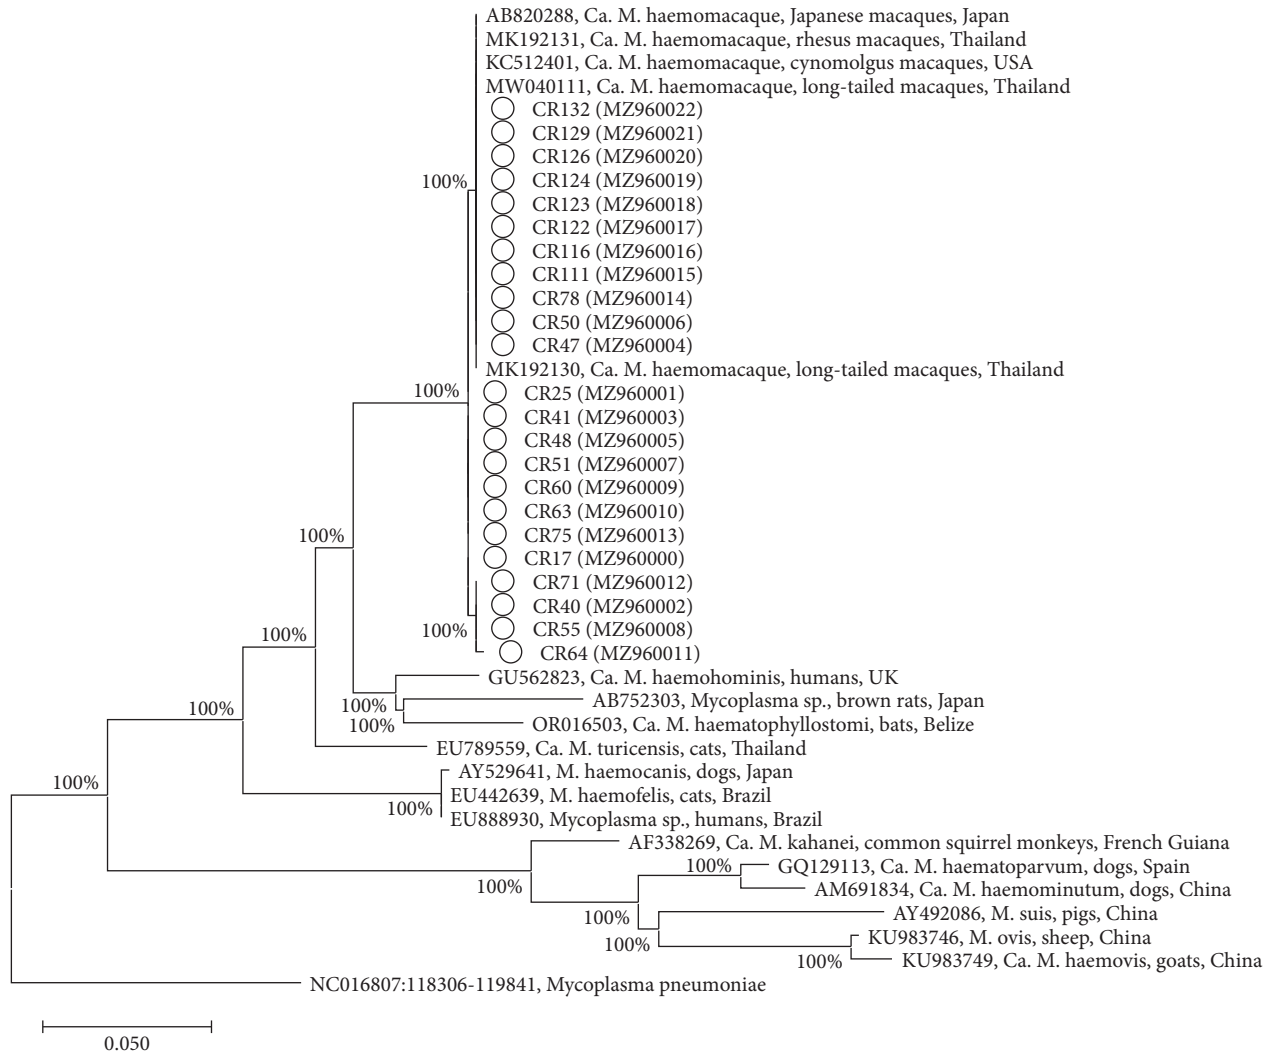 AB820288, Ca. M. haemomacaque, Japanese macaques, Japan
MK192131, Ca. M. haemomacaque, rhesus macaques, Thailand
KC512401, Ca. M. haemomacaque, cynomolgus macaques, USA
MW040111, Ca. M. haemomacaque, long-tailed macaques, Thailand
CR132 (MZ960022)
CR129 (MZ960021)
CR126 (MZ960020)
100%
CR124 (MZ960019)
CR123 (MZ960018)
CR122 (MZ960017)
CR116 (MZ960016)
CR111 (MZ960015)
CR78 (MZ960014)
CR50 (MZ960006)
CR47 (MZ960004)
MK192130, Ca. M. haemomacaque, long-tailed macaques, Thailand
100%
CR25 (MZ960001)
CR41 (MZ960003)
CR48 (MZ960005)
CR51 (MZ960007)
CR60 (MZ960009)
CR63 (MZ960010)
100%
CR75 (MZ960013)
CR17 (MZ960000)
CR71 (MZ960012)
CR40 (MZ960002)
100%
CR55 (MZ960008)
100%
CR64 (MZ960011)
GU562823, Ca. M. haemohominis, humans, UK
100%
AB752303, Mycoplasma sp., brown rats, Japan
100%
100%
OR016503, Ca. M. haematophyllostomi, bats, Belize
EU789559, Ca. M. turicensis, cats, Thailand
AY529641, M. haemocanis, dogs, Japan
100%
EU442639, M. haemofelis, cats, Brazil
100%
EU888930, Mycoplasma sp., humans, Brazil
AF338269, Ca. M. kahanei, common squirrel monkeys, French Guiana
100%
GQ129113, Ca. M. haematoparvum, dogs, Spain
100%
AM691834, Ca. M. haemominutum, dogs, China
100%
AY492086, M. suis, pigs, China
100%
KU983746, M. ovis, sheep, China
100%
KU983749, Ca. M. haemovis, goats, China
NC016807:118306-119841, Mycoplasma pneumoniae
0.050